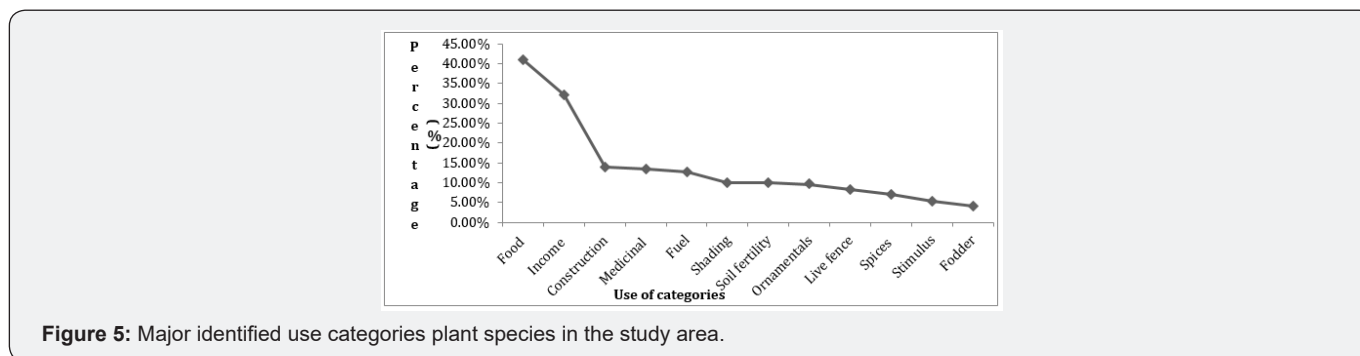 Percentage
(%)
45.00%
40.00%
35.00%
30.00%
25.00%
20.00%
15.00%
10.00%
5.00%
0.00%
Food
Income
Construction
Medicinal
Fuel
Shading
Soil fertility
Ornamentals
Live fence
Spices
Stimulus
Fodder
Use of categories
Figure 5: Major identified use categories plant species in the study area.